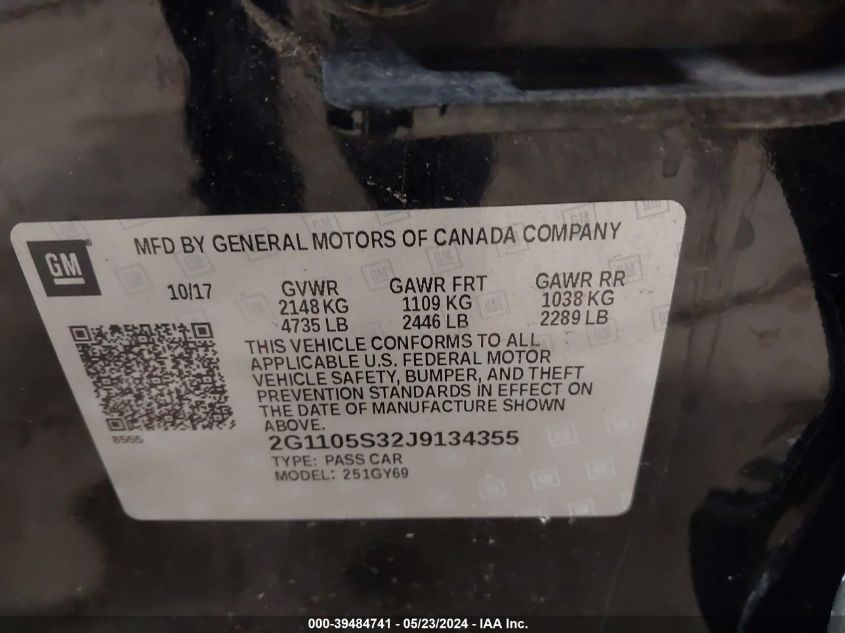 GM ®
MFD BY GENERAL MOTORS OF CANADA COMPANY
10/17 GVWR GAWR FRT GAWR RR
2148 KG 1109 KG 1038 KG
4735 LB 2446 LB 2289 LB
THIS VEHICLE CONFORMS TO ALL
APPLICABLE U.S. FEDERAL MOTOR
VEHICLE SAFETY, BUMPER, AND THEFT
PREVENTION STANDARDS IN EFFECT ON
THE DATE OF MANUFACTURE SHOWN
ABOVE.
8555
2G1105S32J9134355
TYPE: PASS CAR
MODEL: 251GY69
000-39484741 - 05/23/2024 - IAA Inc.